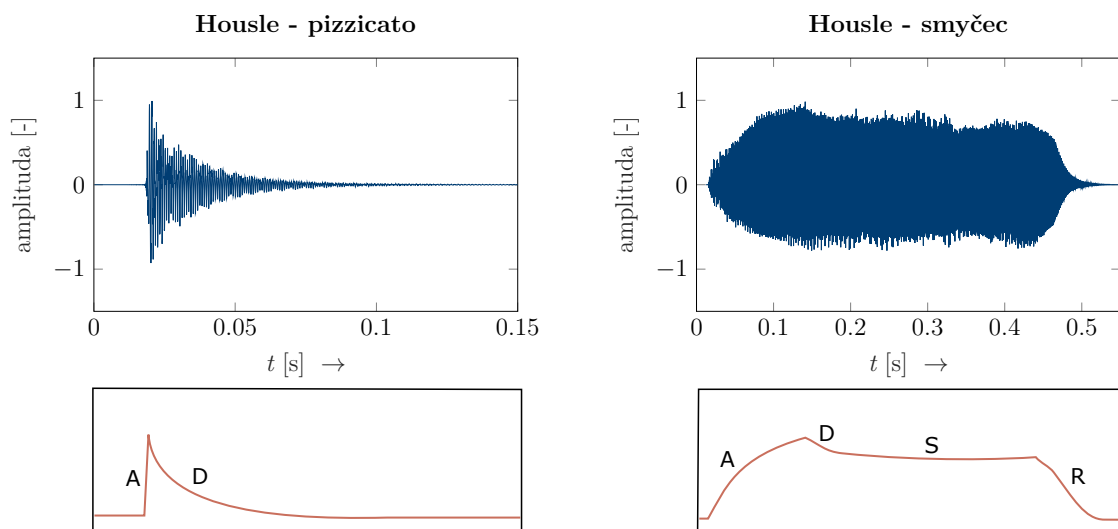 Housle - pizzicato
amplituda [-]
1
0
−1
0
0.05
0.1
0.15
t [s] →
A
D
Housle - smyčec
amplituda [-]
1
0
−1
0
0.1
0.2
0.3
0.4
0.5
t [s] →
A
D
S
R